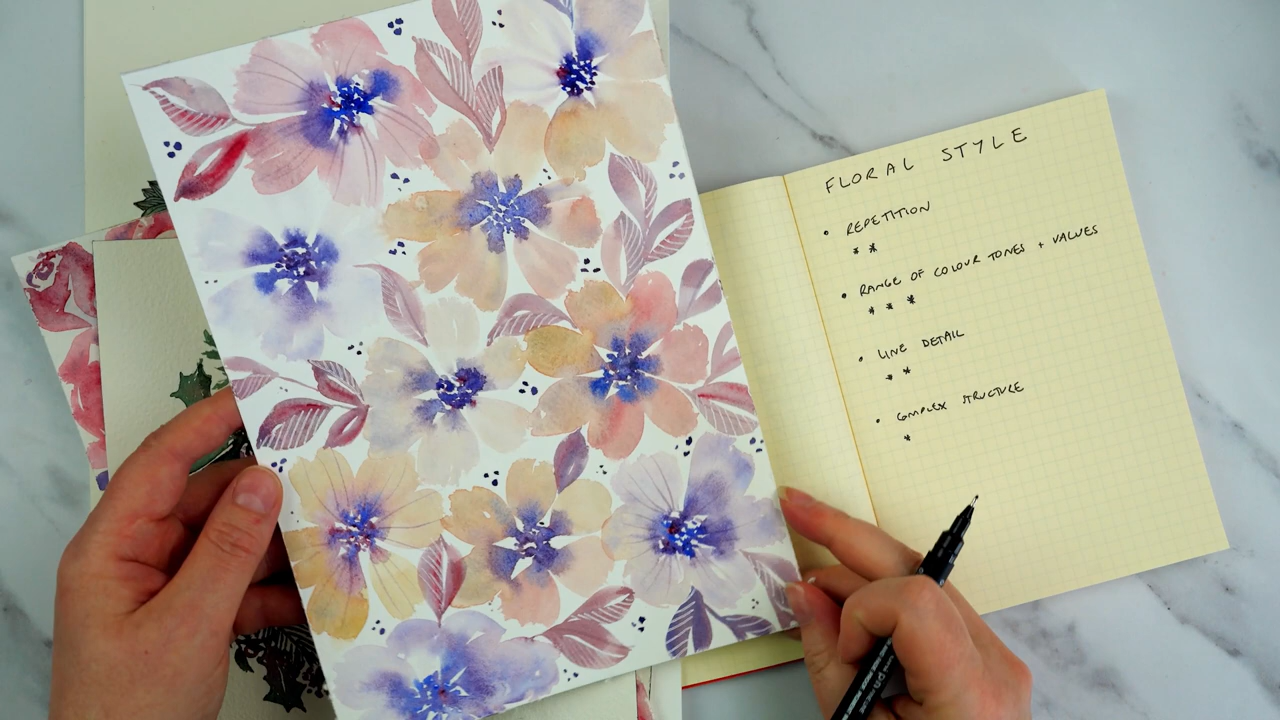 FLORAL STYLE
• REPETITION
* *
• RANGE OF COLOUR TONES + VALUES
* * *
• LINE DETAIL
* *
• COMPLEX STRUCTURE
*